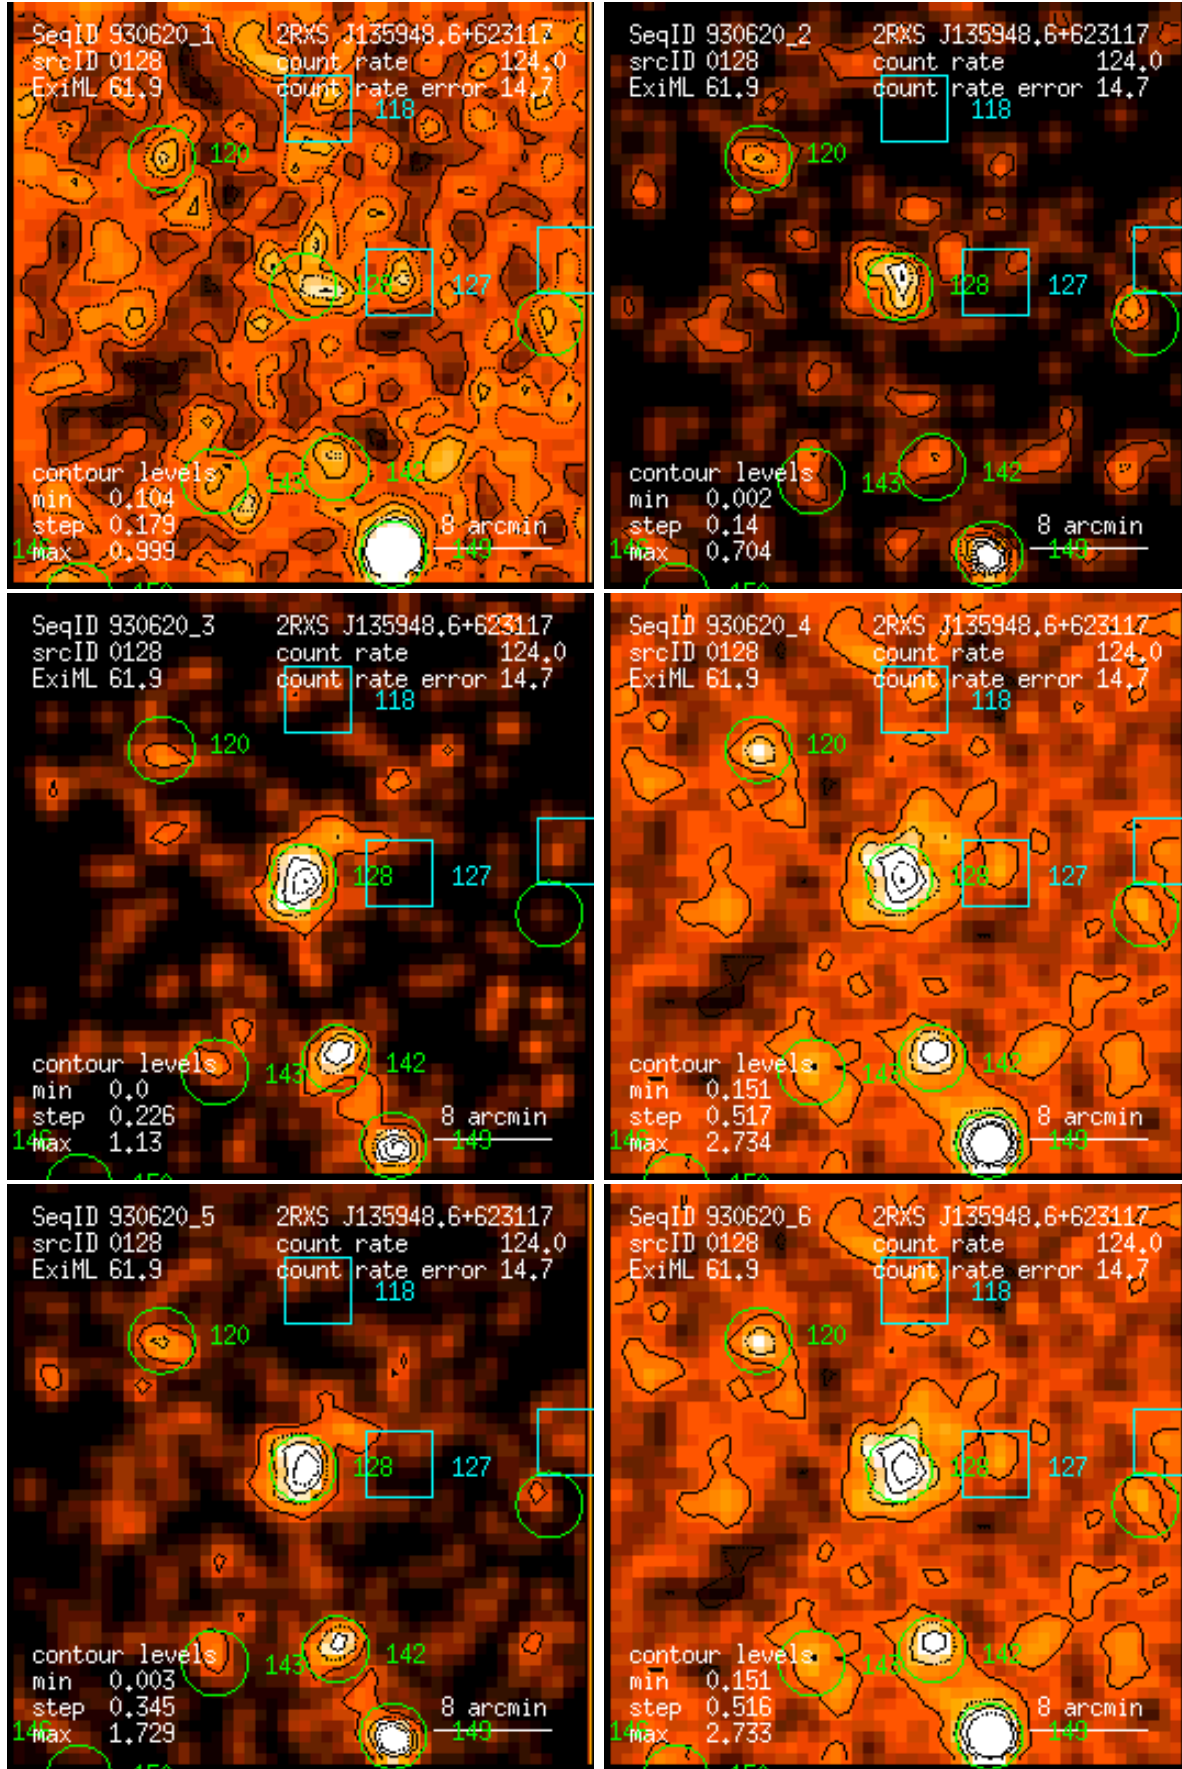 SeqID 930620_1 2RXS J135948.6+623117
srcID 0128 count rate 124.0
ExiML 61.9 count rate error 14.7
118
120
128
127
contour levels
143
142
min 0.104
step 0.179
8 arcmin
146
max 0.999
149
SeqID 930620_2 2RXS J135948.6+623117
srcID 0128 count rate 124.0
ExiML 61.9 count rate error 14.7
118
120
128
127
contour levels
143
142
min 0.002
step 0.14
8 arcmin
146
max 0.704
149
SeqID 930620_3 2RXS J135948.6+623117
srcID 0128 count rate 124.0
ExiML 61.9 count rate error 14.7
118
120
128
127
contour levels
143
142
min 0.0
step 0.226
8 arcmin
146
max 1.13
149
SeqID 930620_4 2RXS J135948.6+623117
srcID 0128 count rate 124.0
ExiML 61.9 count rate error 14.7
118
120
128
127
contour levels
143
142
min 0.151
step 0.517
8 arcmin
146
max 2.734
149
SeqID 930620_5 2RXS J135948.6+623117
srcID 0128 count rate 124.0
ExiML 61.9 count rate error 14.7
118
120
128
127
contour levels
143
142
min 0.003
step 0.345
8 arcmin
146
max 1.729
149
SeqID 930620_6 2RXS J135948.6+623117
srcID 0128 count rate 124.0
ExiML 61.9 count rate error 14.7
118
120
128
127
contour levels
143
142
min 0.151
step 0.516
8 arcmin
146
max 2.733
149